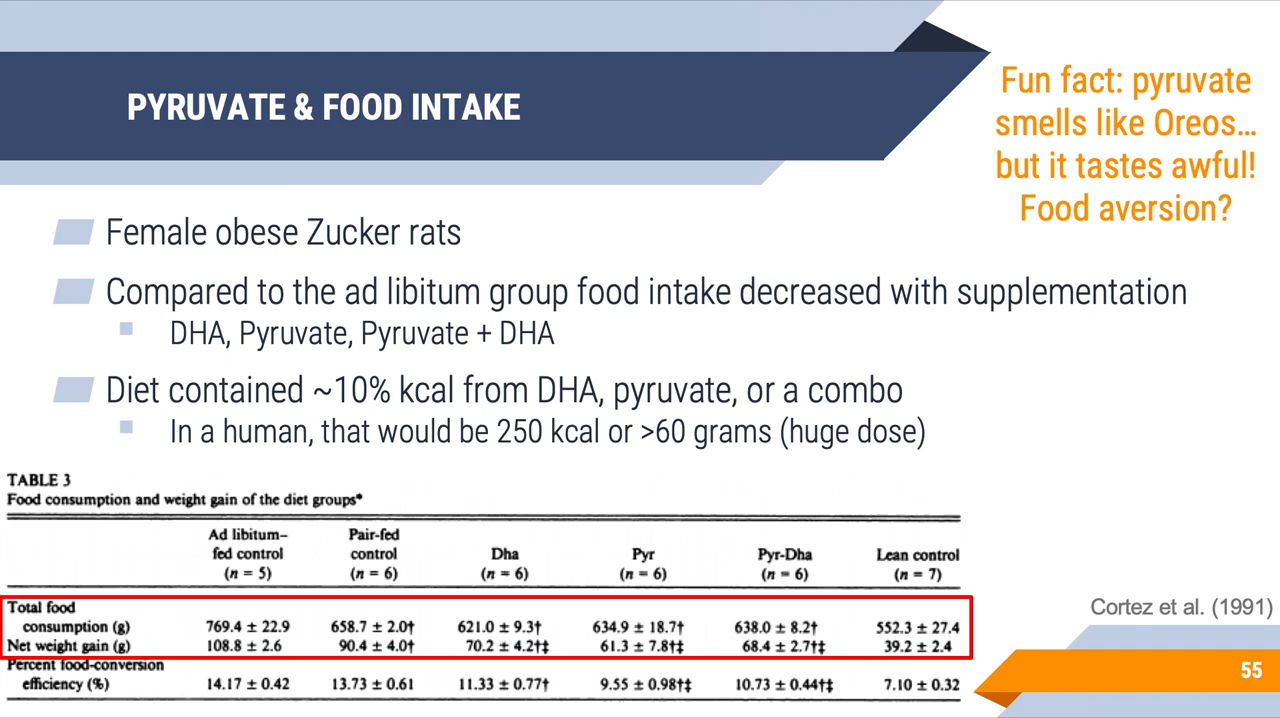 PYRUVATE & FOOD INTAKE
Fun fact: pyruvate
smells like Oreos…
but it tastes awful!
Food aversion?
Female obese Zucker rats
Compared to the ad libitum group food intake decreased with supplementation
DHA, Pyruvate, Pyruvate + DHA
Diet contained ~10% kcal from DHA, pyruvate, or a combo
In a human, that would be 250 kcal or >60 grams (huge dose)
TABLE 3
Food consumption and weight gain of the diet groups*
Ad libitum– Pair-fed
fed control control Dha Pyr Pyr-Dha Lean control
(n = 5) (n = 6) (n = 6) (n = 6) (n = 6) (n = 7)
Total food
consumption (g) 769.4 ± 22.9 658.7 ± 2.0† 621.0 ± 9.3† 634.9 ± 18.7† 638.0 ± 8.2† 552.3 ± 27.4
Net weight gain (g) 108.8 ± 2.6 90.4 ± 4.0† 70.2 ± 4.2†‡ 61.3 ± 7.8†‡ 68.4 ± 2.7†‡ 39.2 ± 2.4
Percent food-conversion
efficiency (%) 14.17 ± 0.42 13.73 ± 0.61 11.33 ± 0.77† 9.55 ± 0.98†‡ 10.73 ± 0.44†‡ 7.10 ± 0.32
Cortez et al. (1991)
55